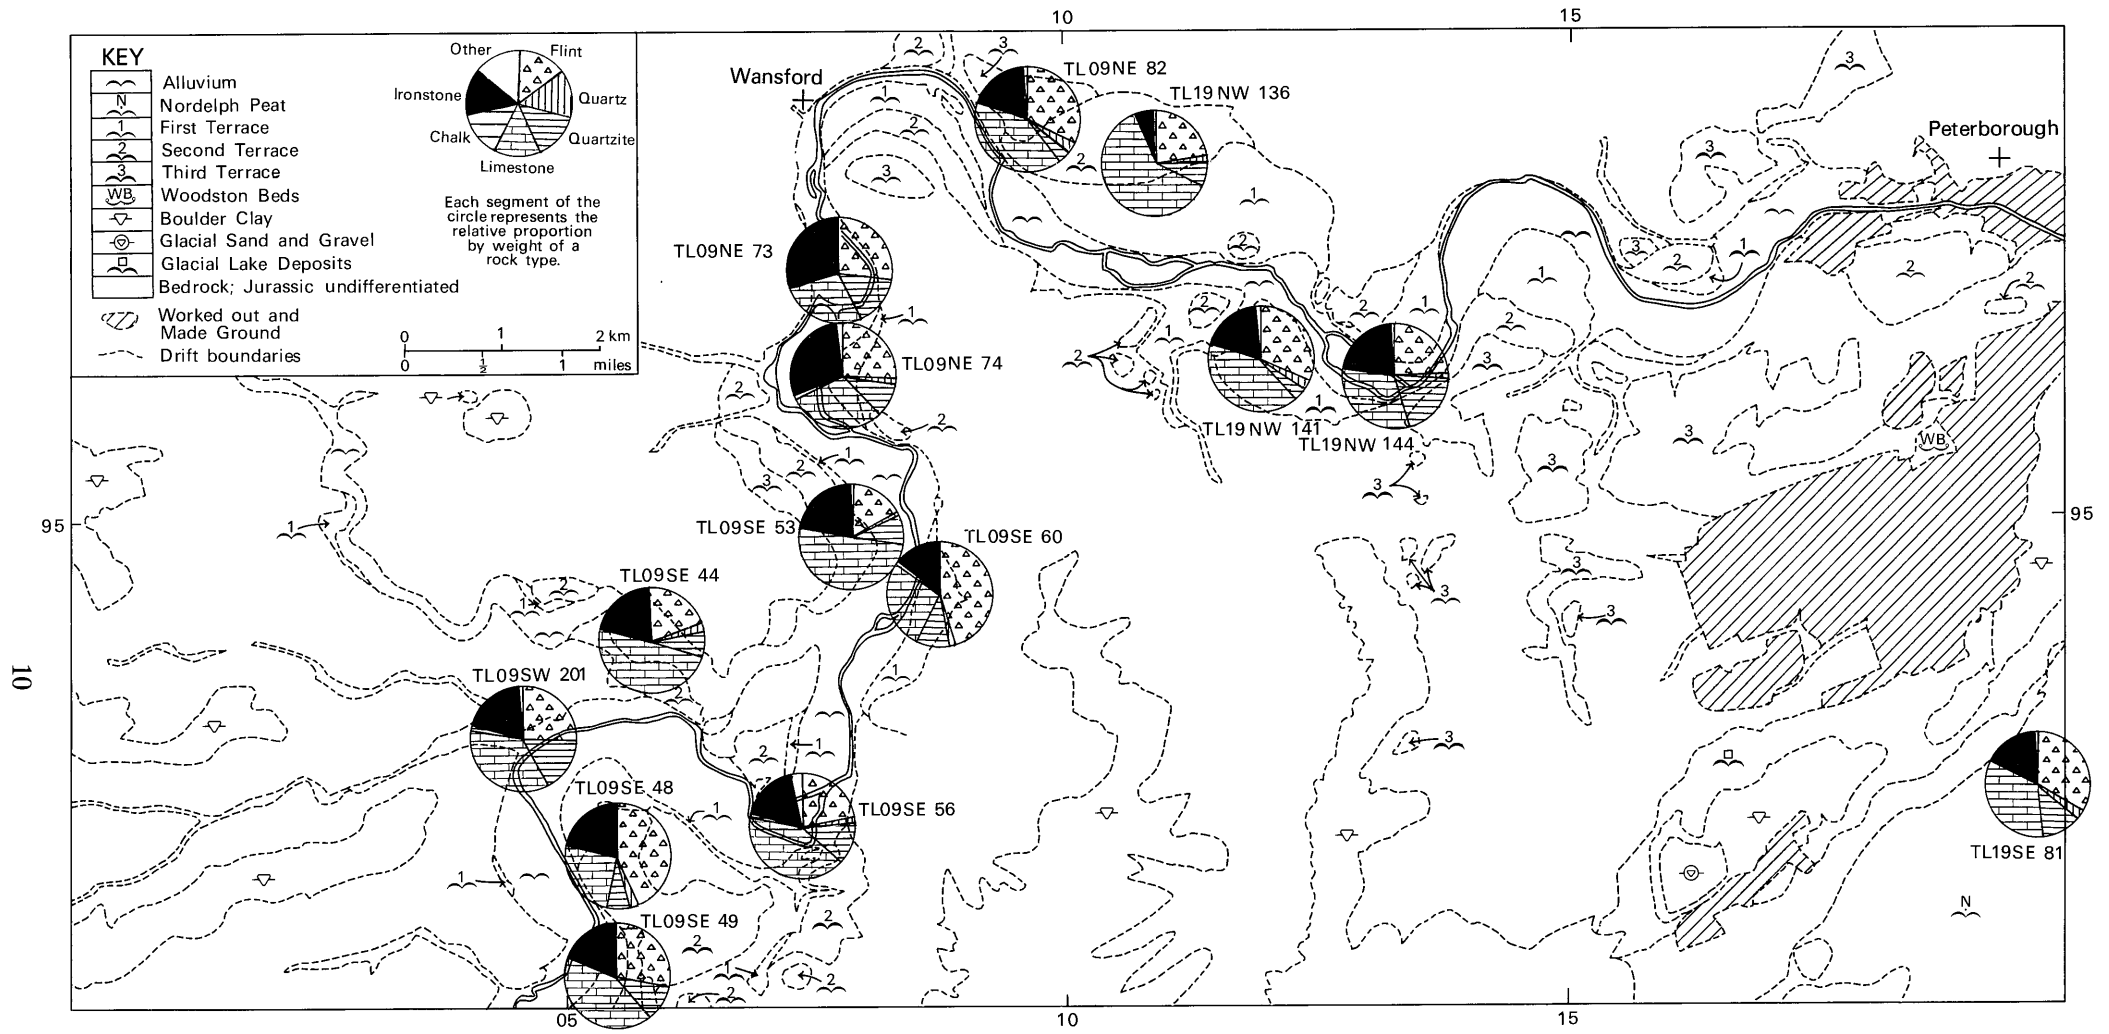 10 15
KEY
Alluvium
N Nordelph Peat
1 First Terrace
2 Second Terrace
3 Third Terrace
WB Woodston Beds
Boulder Clay
Glacial Sand and Gravel
Glacial Lake Deposits
Bedrock; Jurassic undifferentiated
Worked out and
Made Ground
Drift boundaries
Other Flint
Ironstone Quartz
Chalk Quartzite
Limestone
Each segment of the
circle represents the
relative proportion
by weight of a
rock type.
0 1 2 km
0 ½ 1 miles
Wansford
Peterborough
TL09NE 82
TL19NW 136
TL09NE 73
TL09NE 74
TL19NW 141
TL19NW 144
TL09SE 53
TL09SE 60
TL09SE 44
TL09SW 201
TL09SE 48
TL09SE 56
TL09SE 49
TL19SE 81
WB
N
95 95
10
05 10 15